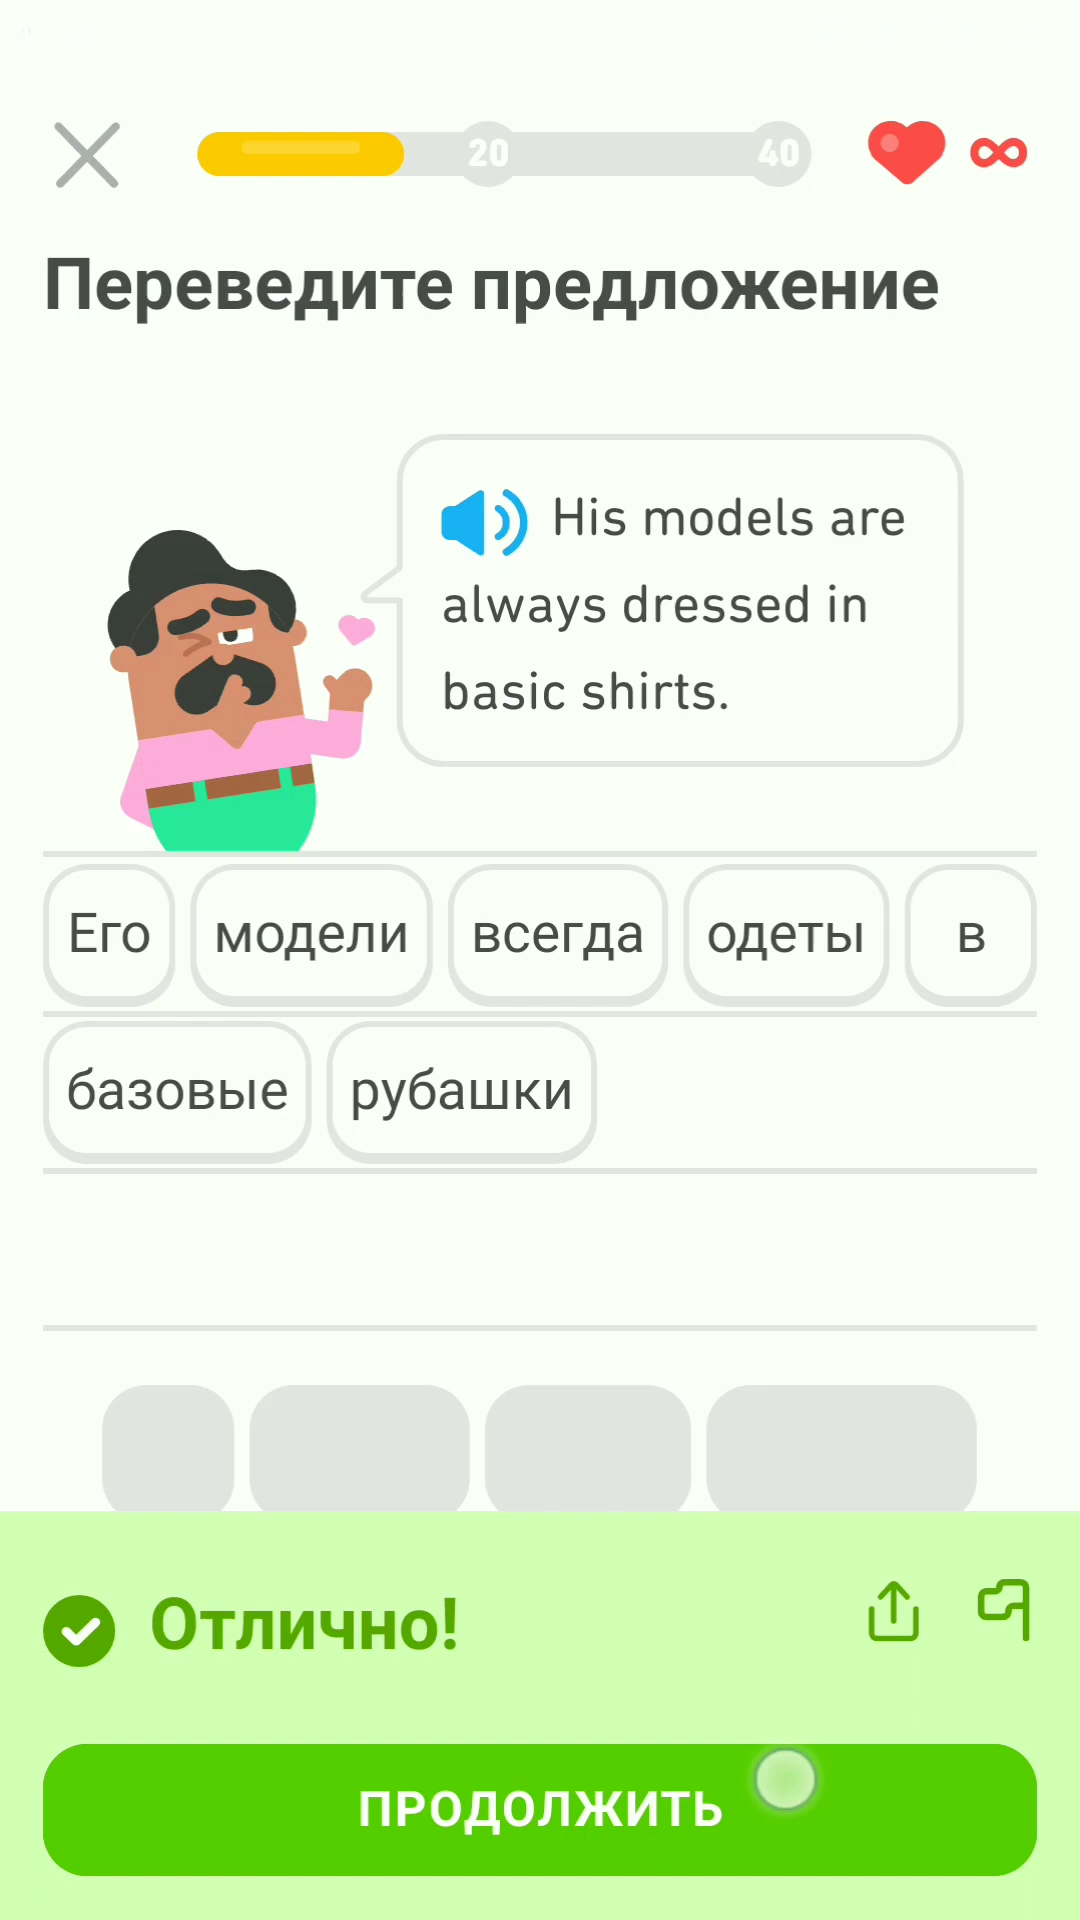 20 40
Переведите предложение
His models are
always dressed in
basic shirts.
Его модели всегда одеты в
базовые рубашки
Отлично!
ПРОДОЛЖИТЬ